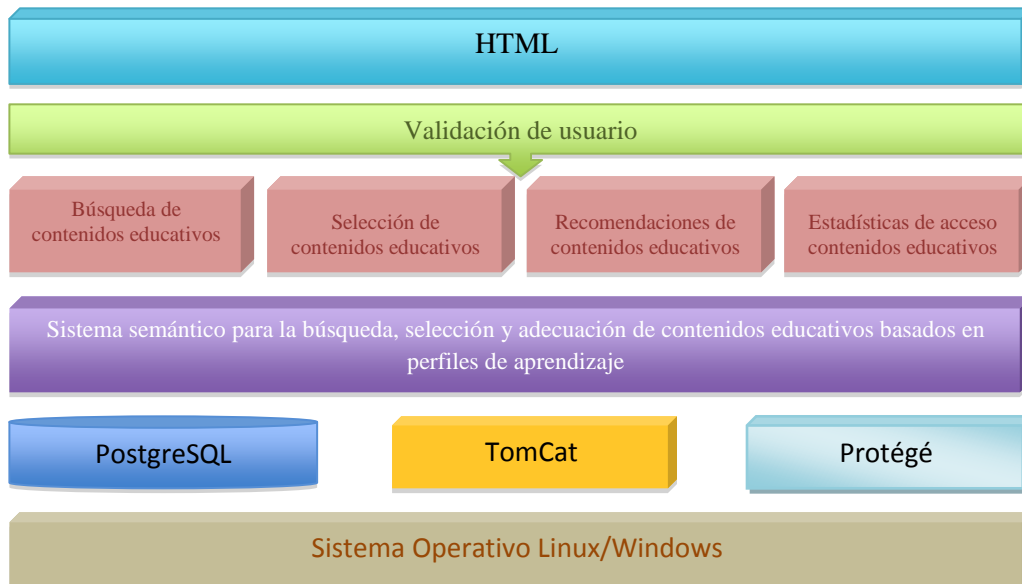 HTML
Validación de usuario
Búsqueda de
contenidos educativos
Selección de
contenidos educativos
Recomendaciones de
contenidos educativos
Estadísticas de acceso
contenidos educativos
Sistema semántico para la búsqueda, selección y adecuación de contenidos educativos basados en
perfiles de aprendizaje
PostgreSQL
TomCat
Protégé
Sistema Operativo Linux/Windows